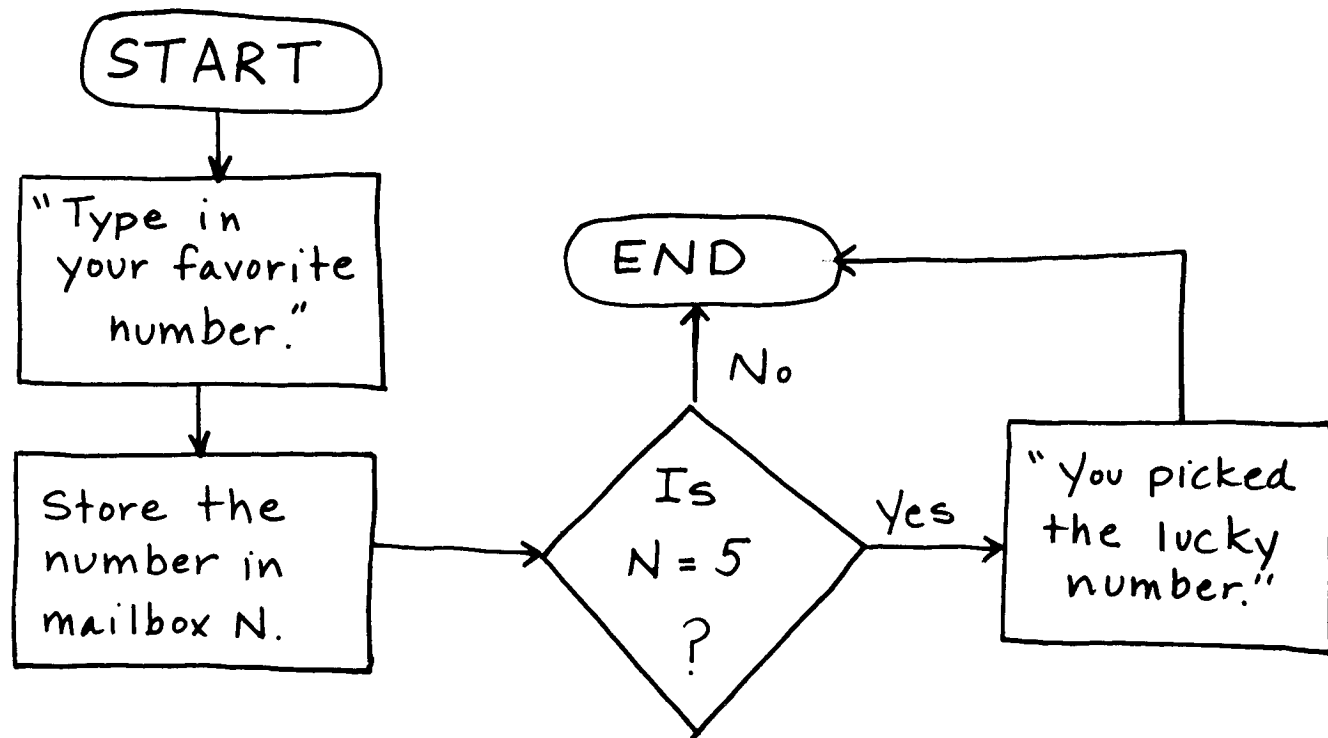 START
"Type in
your favorite
number."
Store the
number in
mailbox N.
Is
N = 5
?
Yes
"You picked
the lucky
number."
No
END